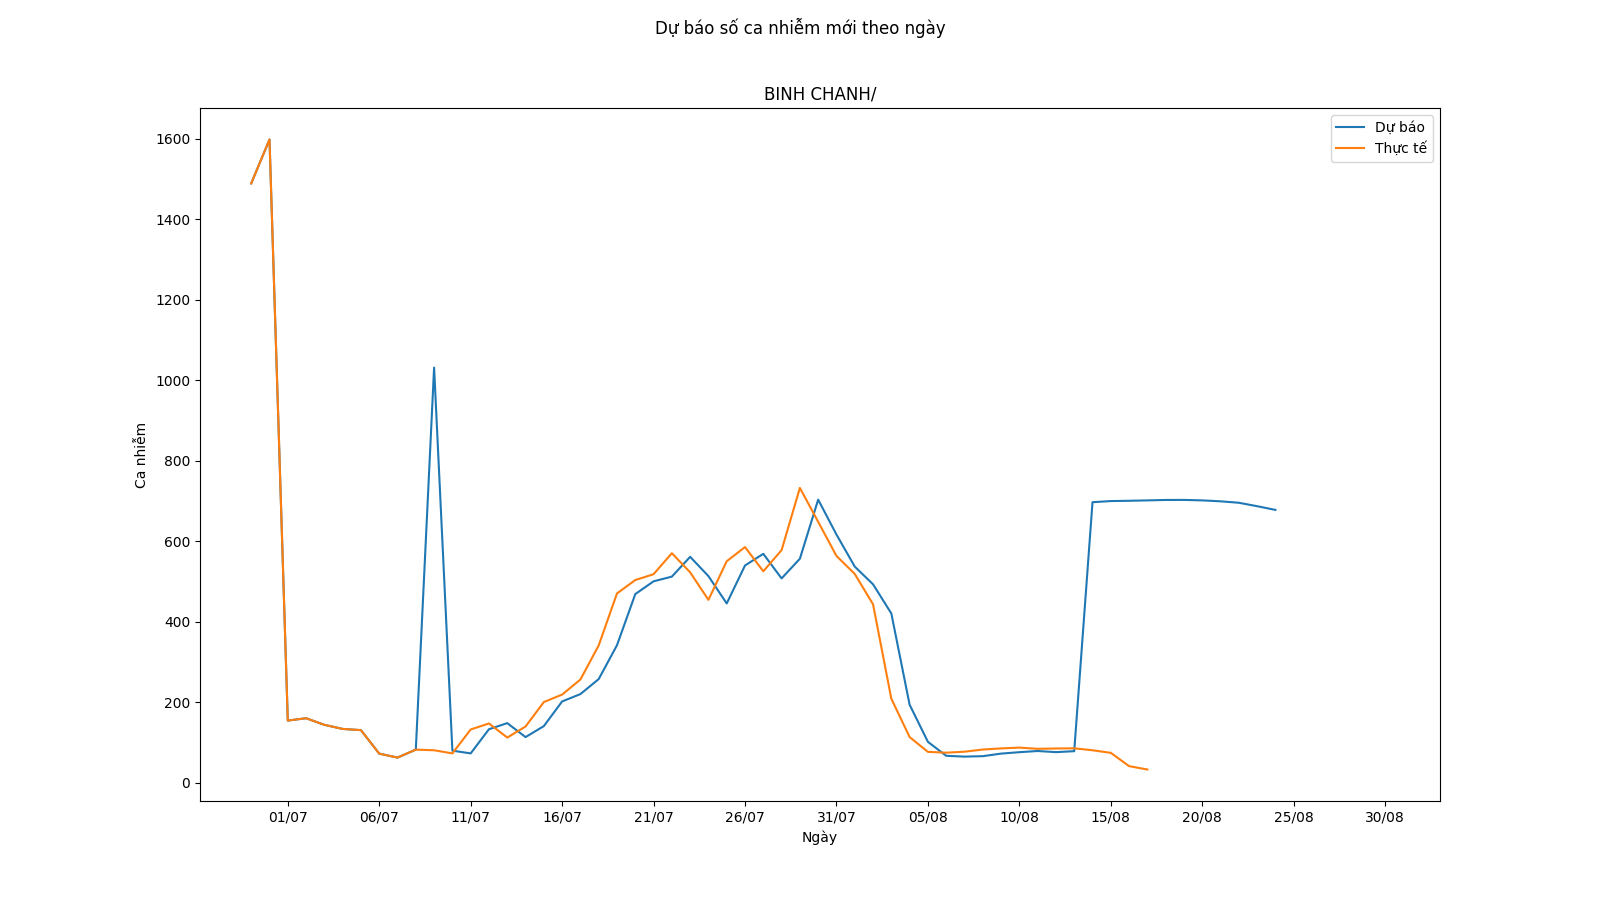 Dự báo số ca nhiễm mới theo ngày
BINH CHANH/
Dự báo
Thực tế
1600
1400
1200
1000
800
600
400
200
0
Ca nhiễm
01/07 06/07 11/07 16/07 21/07 26/07 31/07 05/08 10/08 15/08 20/08 25/08 30/08
Ngày